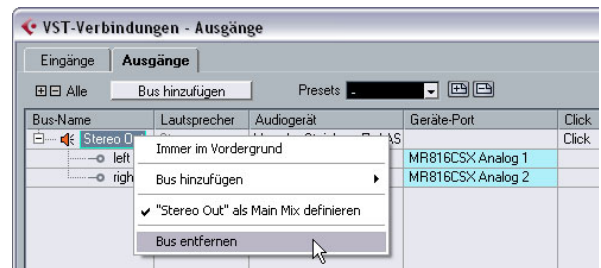 VST-Verbindungen - Ausgänge
Eingänge Ausgänge
Alle Bus hinzufügen Presets -
Bus-Name Lautsprecher Audiogerät Geräte-Port Click
Stereo Click
left MR816CSX Analog 1
MR816CSX Analog 2
Immer im Vordergrund
Bus hinzufügen
"Stereo Out" als Main Mix definieren
Bus entfernen